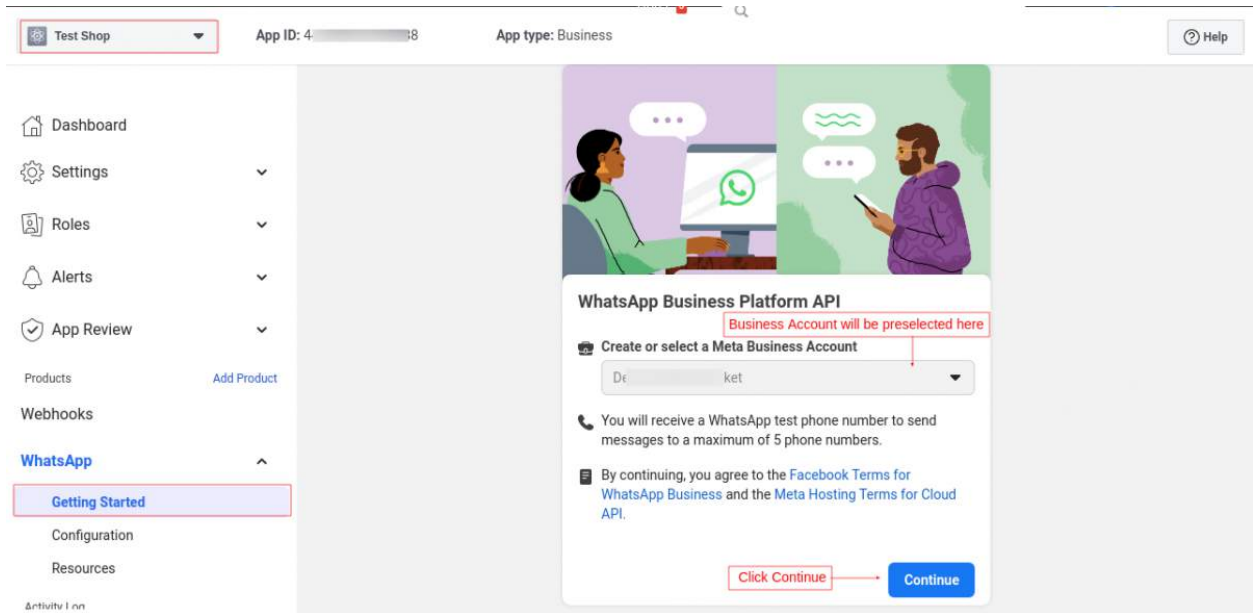 Test Shop
App ID: 4 8
App type: Business
Help
Dashboard
Settings
Roles
Alerts
App Review
Products
Add Product
Webhooks
WhatsApp
Getting Started
Configuration
Resources
Activity Log
WhatsApp Business Platform API
Business Account will be preselected here
Create or select a Meta Business Account
De ket
You will receive a WhatsApp test phone number to send
messages to a maximum of 5 phone numbers.
By continuing, you agree to the Facebook Terms for
WhatsApp Business and the Meta Hosting Terms for Cloud
API.
Click Continue
Continue